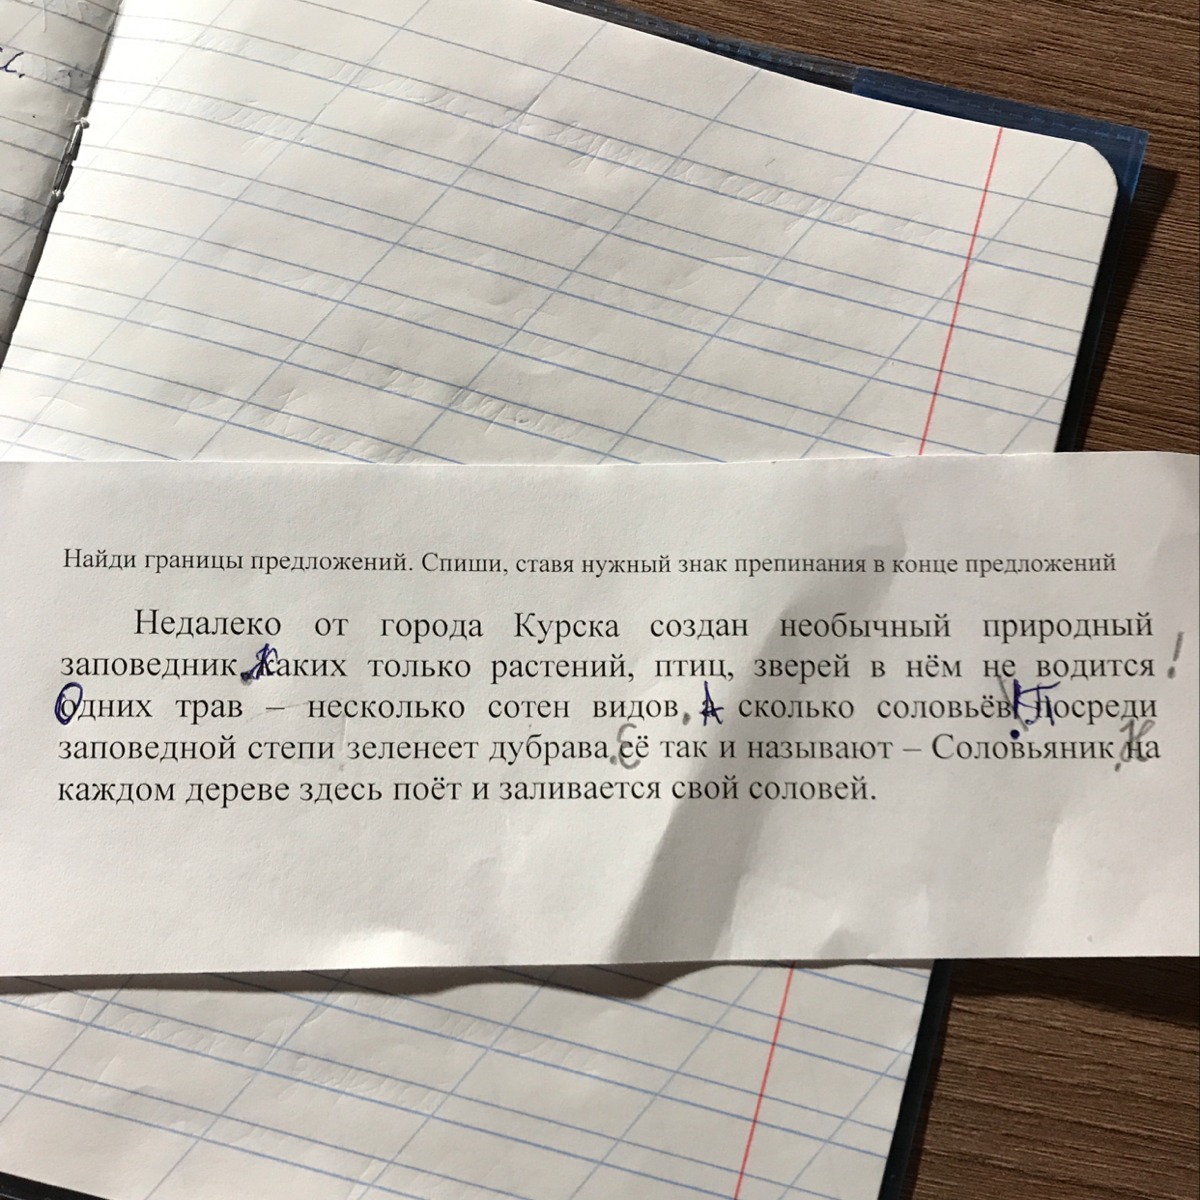 Найди границы предложений. Спиши, ставя нужный знак препинания в конце предложений
Недалеко от города Курска создан необычный природный
заповедник. Каких только растений, птиц, зверей в нём не водится!
Одних трав – несколько сотен видов. А сколько соловьёв! Посреди
заповедной степи зеленеет дубрава. Её так и называют – Соловьяник. На
каждом дереве здесь поёт и заливается свой соловей.